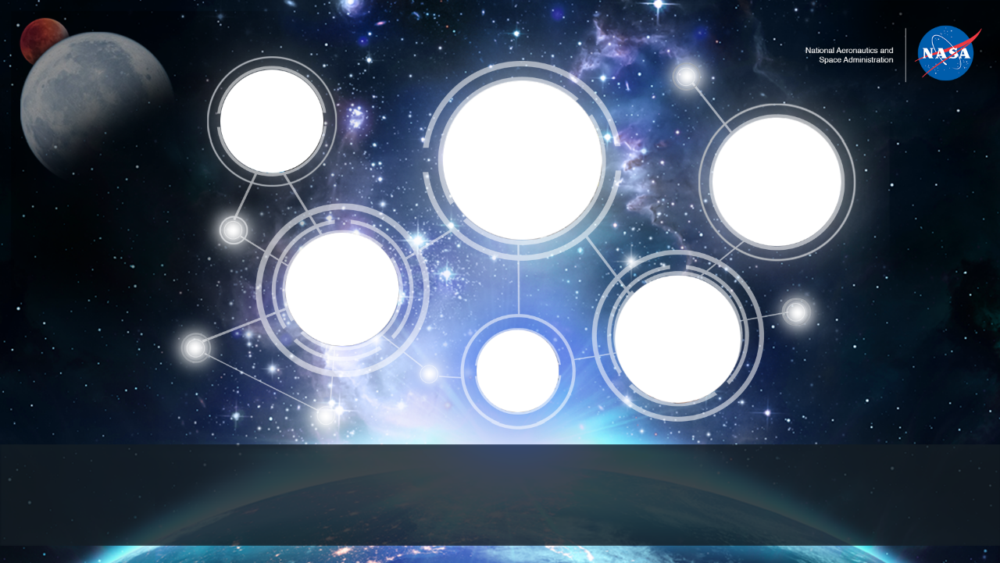 National Aeronautics and
Space Administration
NASA